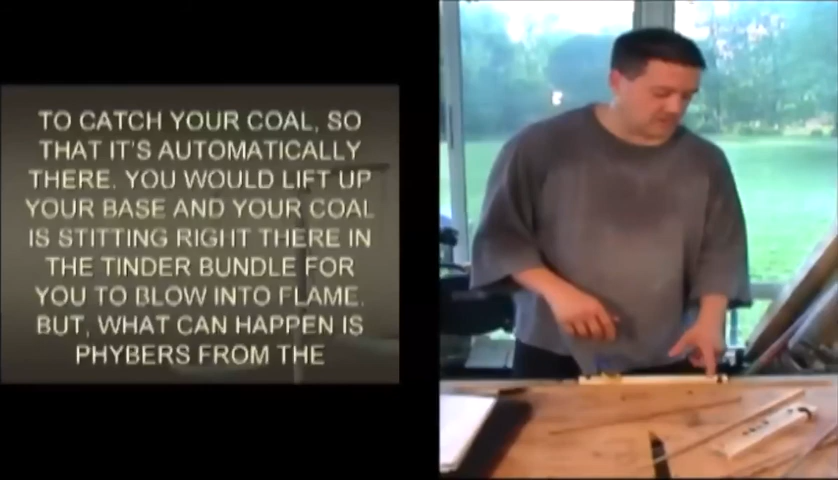 TO CATCH YOUR COAL, SO
THAT IT'S AUTOMATICALLY
THERE. YOU WOULD LIFT UP
YOUR BASE AND YOUR COAL
IS STITTING RIGHT THERE IN
THE TINDER BUNDLE FOR
YOU TO BLOW INTO FLAME.
BUT, WHAT CAN HAPPEN IS
PHYBERS FROM THE